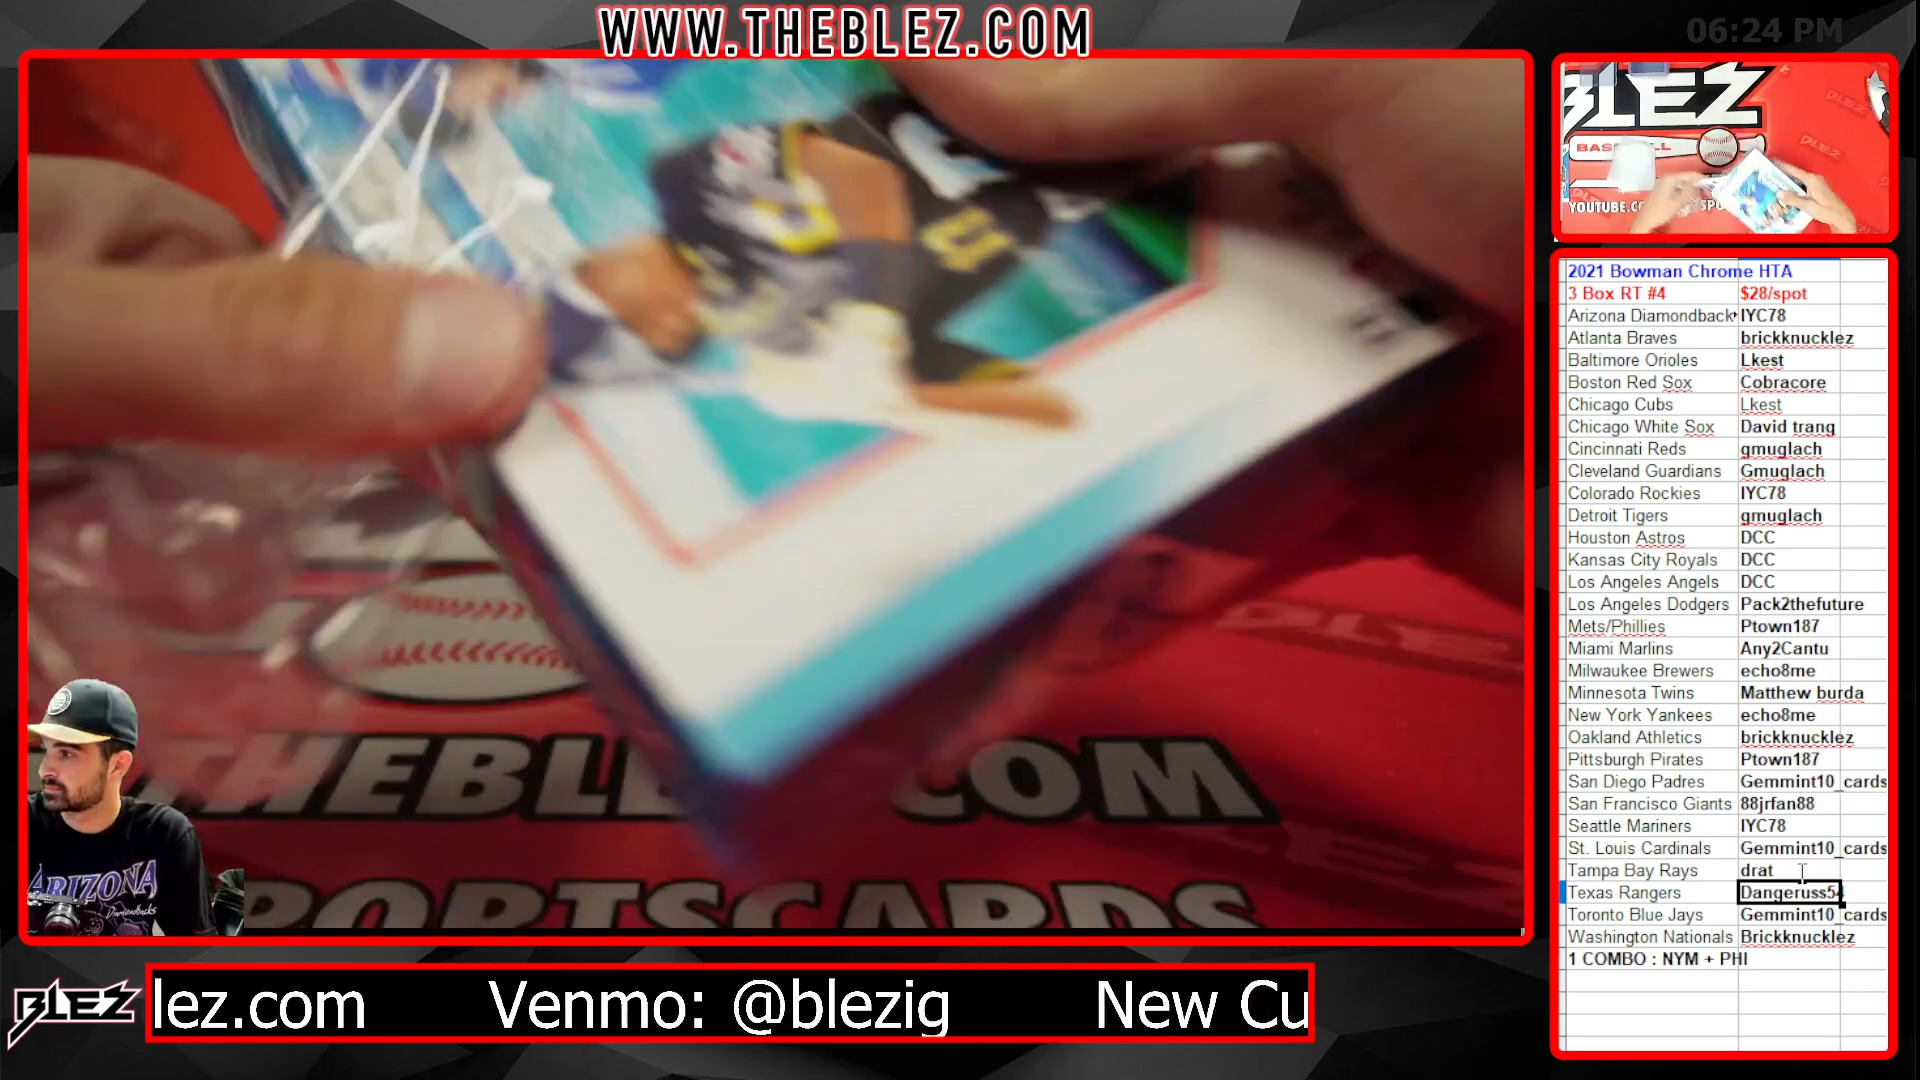 WWW.THEBLEZ.COM
06:24 PM
BLEZ
BASEBALL
YOUTUBE.C
2021 Bowman Chrome HTA
3 Box RT #4 $28/spot
Arizona Diamondback IYC78
Atlanta Braves brickknucklez
Baltimore Orioles Lkest
Boston Red Sox Cobracore
Chicago Cubs Lkest
Chicago White Sox David trang
Cincinnati Reds gmuglach
Cleveland Guardians Gmuglach
Colorado Rockies IYC78
Detroit Tigers gmuglach
Houston Astros DCC
Kansas City Royals DCC
Los Angeles Angels DCC
Los Angeles Dodgers Pack2thefuture
Mets/Phillies Ptown187
Miami Marlins Any2Cantu
Milwaukee Brewers echo8me
Minnesota Twins Matthew burda
New York Yankees echo8me
Oakland Athletics brickknucklez
Pittsburgh Pirates Ptown187
San Diego Padres Gemmint10_cards
San Francisco Giants 88jrfan88
Seattle Mariners IYC78
St. Louis Cardinals Gemmint10_cards
Tampa Bay Rays drat
Texas Rangers Dangeruss54
Toronto Blue Jays Gemmint10_cards
Washington Nationals Brickknucklez
1 COMBO : NYM + PHI
THEBLE COM
SPORTSCARDS
ARIZONA
Diamondbacks
BLEZ
lez.com Venmo: @blezig New Cu